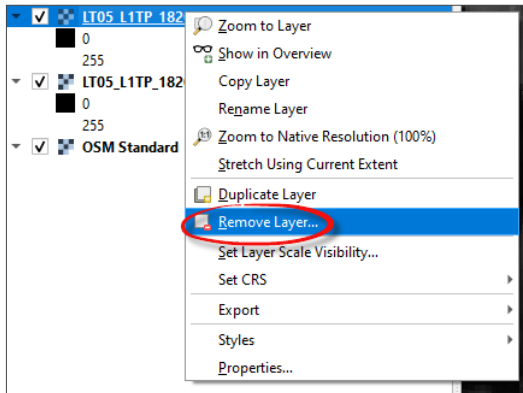 LT05_L1TP_182
0
255
LT05_L1TP_182
0
255
OSM Standard
Zoom to Layer
Show in Overview
Copy Layer
Rename Layer
Zoom to Native Resolution (100%)
Stretch Using Current Extent
Duplicate Layer
Remove Layer...
Set Layer Scale Visibility...
Set CRS
Export
Styles
Properties...